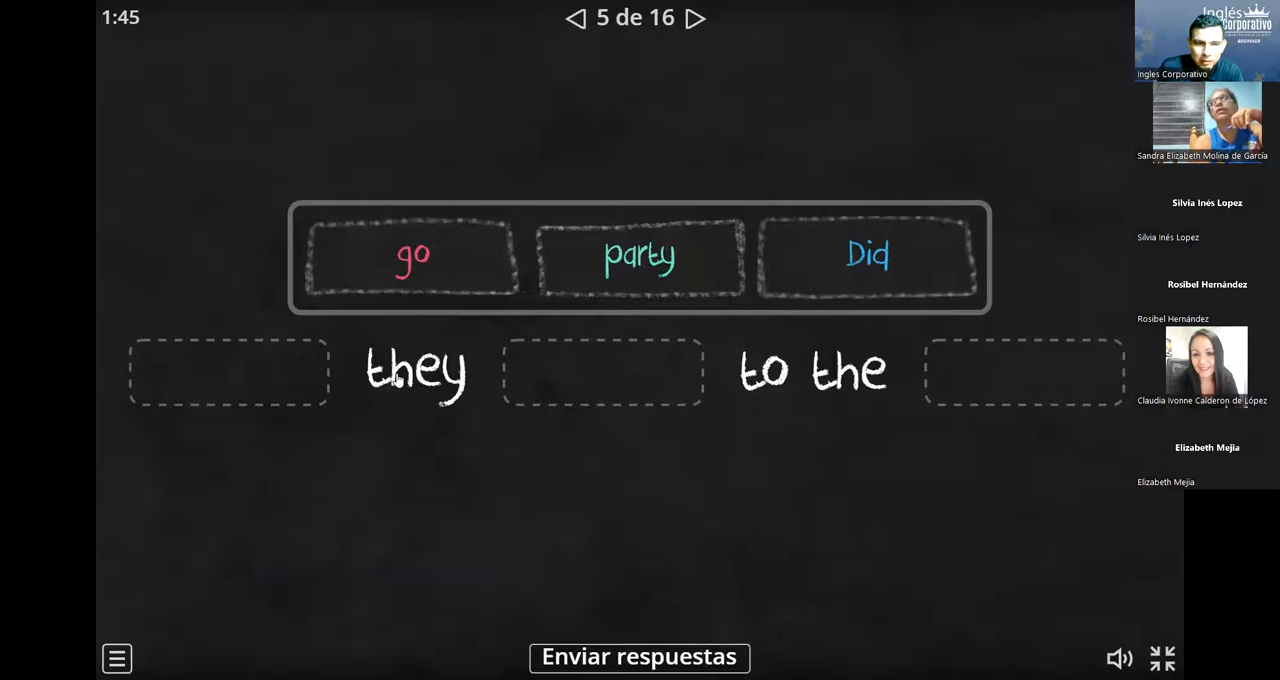 1:45
5 de 16
go party Did
they to the
Enviar respuestas
Inglés
Corporativo
BEGINNER
Ingles Corporativo
Sandra Elizabeth Molina de García
Silvia Inés Lopez
Silvia Inés Lopez
Rosibel Hernández
Rosibel Hernández
Claudia Ivonne Calderon de López
Elizabeth Mejia
Elizabeth Mejia